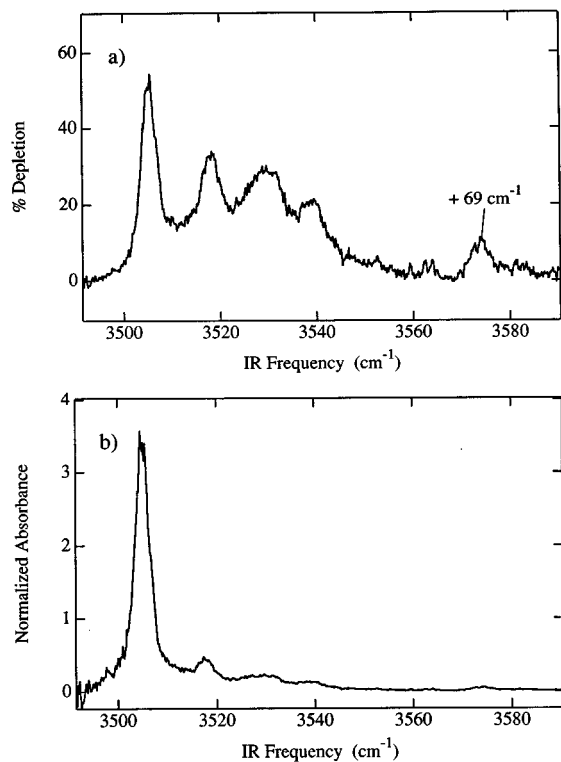 60
a)
40
% Depletion
20
+ 69 cm⁻¹
0
3500 3520 3540 3560 3580
IR Frequency (cm⁻¹)
4
b)
3
Normalized Absorbance
2
1
0
3500 3520 3540 3560 3580
IR Frequency (cm⁻¹)